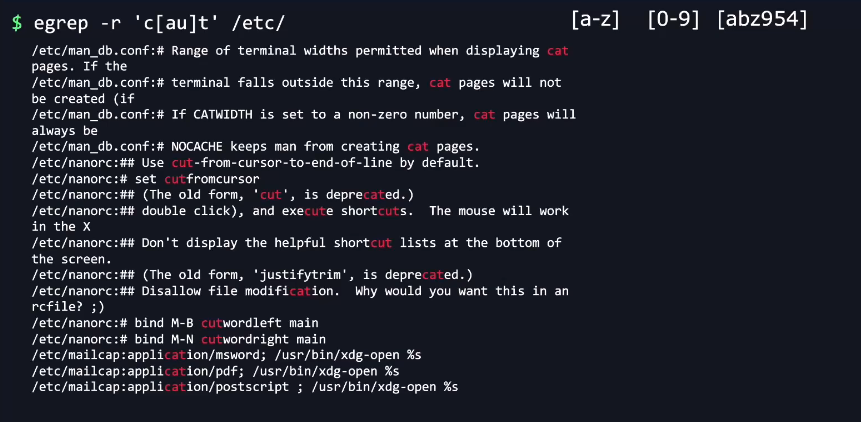 $ egrep -r 'c[au]t' /etc/
[a-z] [0-9] [abz954]
/etc/man_db.conf:# Range of terminal widths permitted when displaying cat
pages. If the
/etc/man_db.conf:# terminal falls outside this range, cat pages will not
be created (if
/etc/man_db.conf:# If CATWIDTH is set to a non-zero number, cat pages will
always be
/etc/man_db.conf:# NOCACHE keeps man from creating cat pages.
/etc/nanorc:## Use cut-from-cursor-to-end-of-line by default.
/etc/nanorc:# set cutfromcursor
/etc/nanorc:## (The old form, 'cut', is deprecated.)
/etc/nanorc:## double click), and execute shortcuts.  The mouse will work
in the X
/etc/nanorc:## Don't display the helpful shortcut lists at the bottom of
the screen.
/etc/nanorc:## (The old form, 'justifytrim', is deprecated.)
/etc/nanorc:## Disallow file modification.  Why would you want this in an
rcfile? ;)
/etc/nanorc:# bind M-B cutwordleft main
/etc/nanorc:# bind M-N cutwordright main
/etc/mailcap:application/msword; /usr/bin/xdg-open %s
/etc/mailcap:application/pdf; /usr/bin/xdg-open %s
/etc/mailcap:application/postscript ; /usr/bin/xdg-open %s